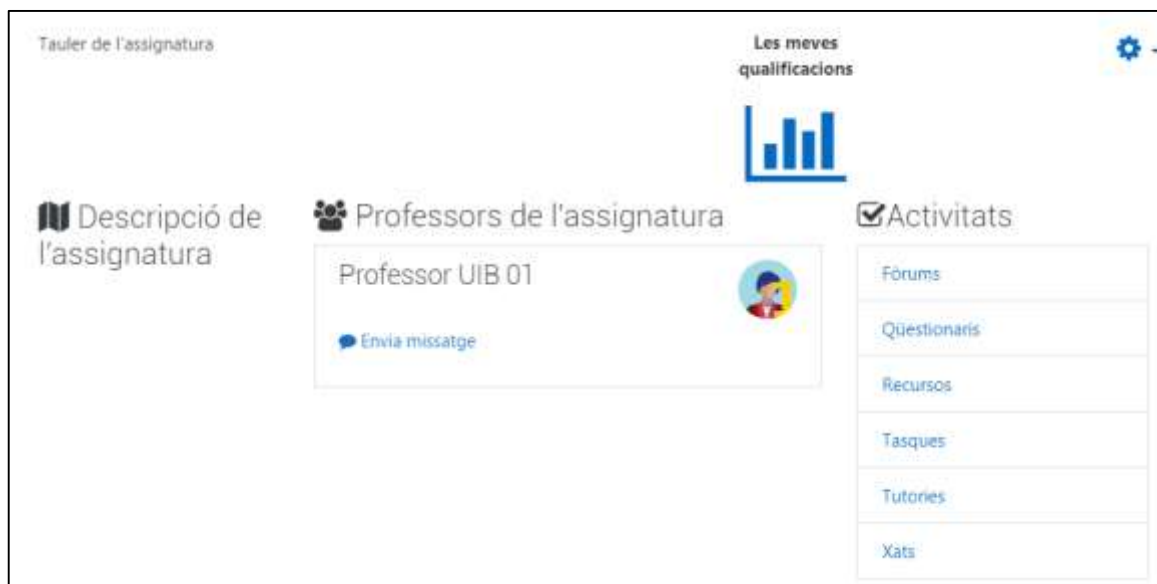 Tauler de l'assignatura
Les meves
qualificacions
Descripció de
l'assignatura
Professors de l'assignatura
Professor UIB 01
Envia missatge
Activitats
Fòrums
Qüestionaris
Recursos
Tasques
Tutories
Xats